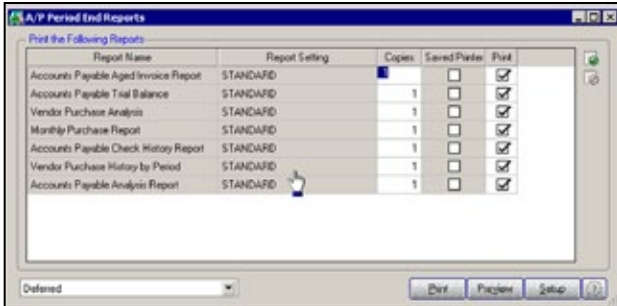 A/P Period End Reports
Print the Following Reports
Report Name Report Setting Copies Saved Printer Print
Accounts Payable Aged Invoice Report STANDARD 1
Accounts Payable Trial Balance STANDARD 1
Vendor Purchase Analysis STANDARD 1
Monthly Purchase Report STANDARD 1
Accounts Payable Check History Report STANDARD 1
Vendor Purchase History by Period STANDARD 1
Accounts Payable Analysis Report STANDARD 1
Deferred Print Preview Setup ?